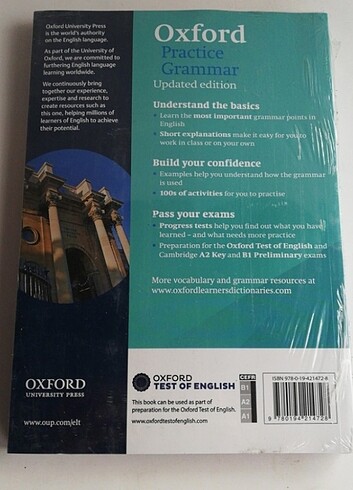 Oxford University Press
is the world's authority
on the English language.
As part of the University of
Oxford, we are committed to
furthering English language
learning worldwide.
We continuously bring
together our experience,
expertise and research to
create resources such as
this one, helping millions
of learners of English to achieve
their potential.
Oxford
Practice
Grammar
Updated edition
Understand the basics
• Learn the most important grammar points in
English
• Short explanations make it easy for you to
work in class or on your own
Build your confidence
• Examples help you understand how the grammar
is used
• 100s of activities for you to practise
Pass your exams
• Progress tests help you find out what you have
learned – and what needs more practice
• Preparation for the Oxford Test of English and
Cambridge A2 Key and B1 Preliminary exams
More vocabulary and grammar resources at
www.oxfordlearnersdictionaries.com
OXFORD
UNIVERSITY PRESS
www.oup.com/elt
OXFORD
TEST OF ENGLISH
This book can be used as part of
preparation for the Oxford Test of English.
www.oxfordtestofenglish.com
CEFR
B1
A2
A1
ISBN 978-0-19-421472-8
9 780194 214728